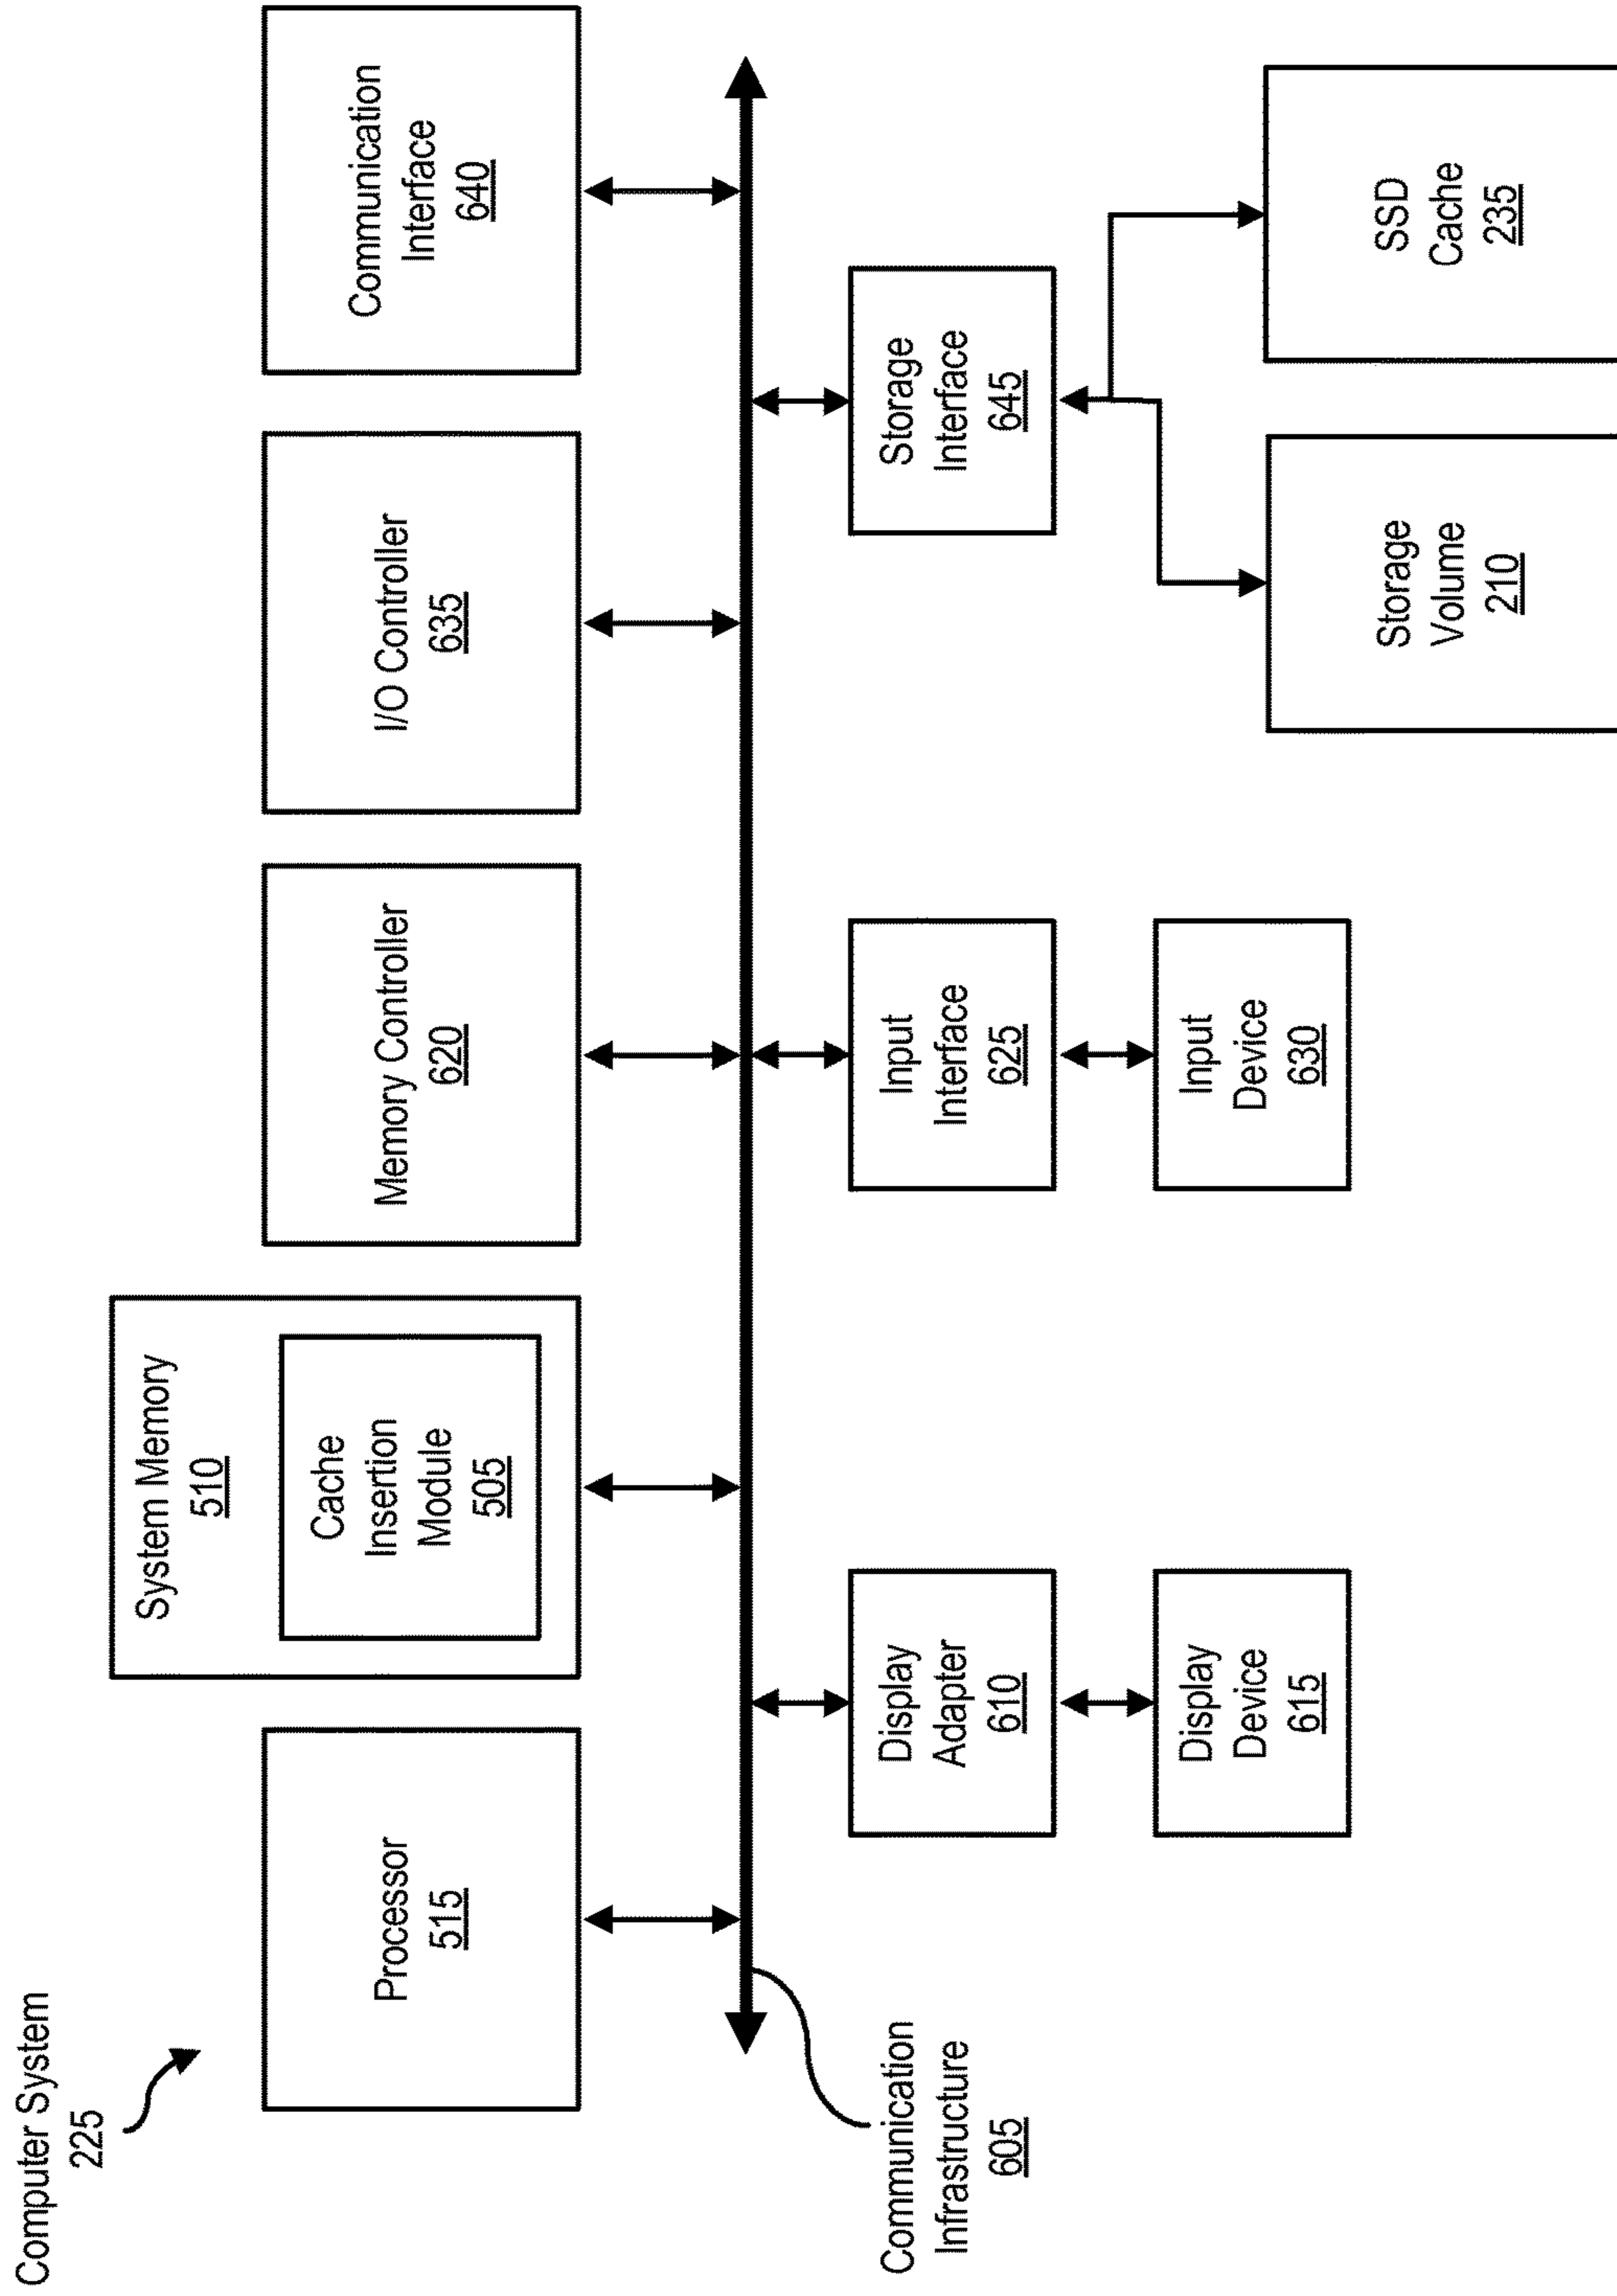 Computer System
225
Processor
515
System Memory
510
Cache
Insertion
Module
505
Memory Controller
620
I/O Controller
635
Communication
Interface
640
Communication
Infrastructure
605
Display
Adapter
610
Input
Interface
625
Storage
Interface
645
Display
Device
615
Input
Device
630
Storage
Volume
210
SSD
Cache
235